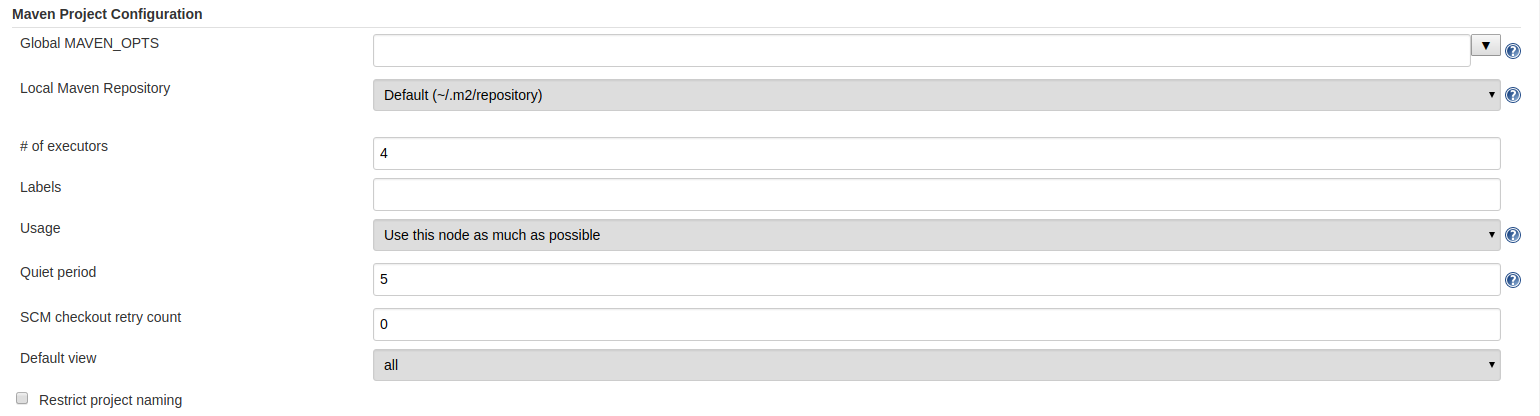 Maven Project Configuration
Global MAVEN_OPTS
Local Maven Repository Default (~/.m2/repository)
# of executors 4
Labels
Usage Use this node as much as possible
Quiet period 5
SCM checkout retry count 0
Default view all
Restrict project naming